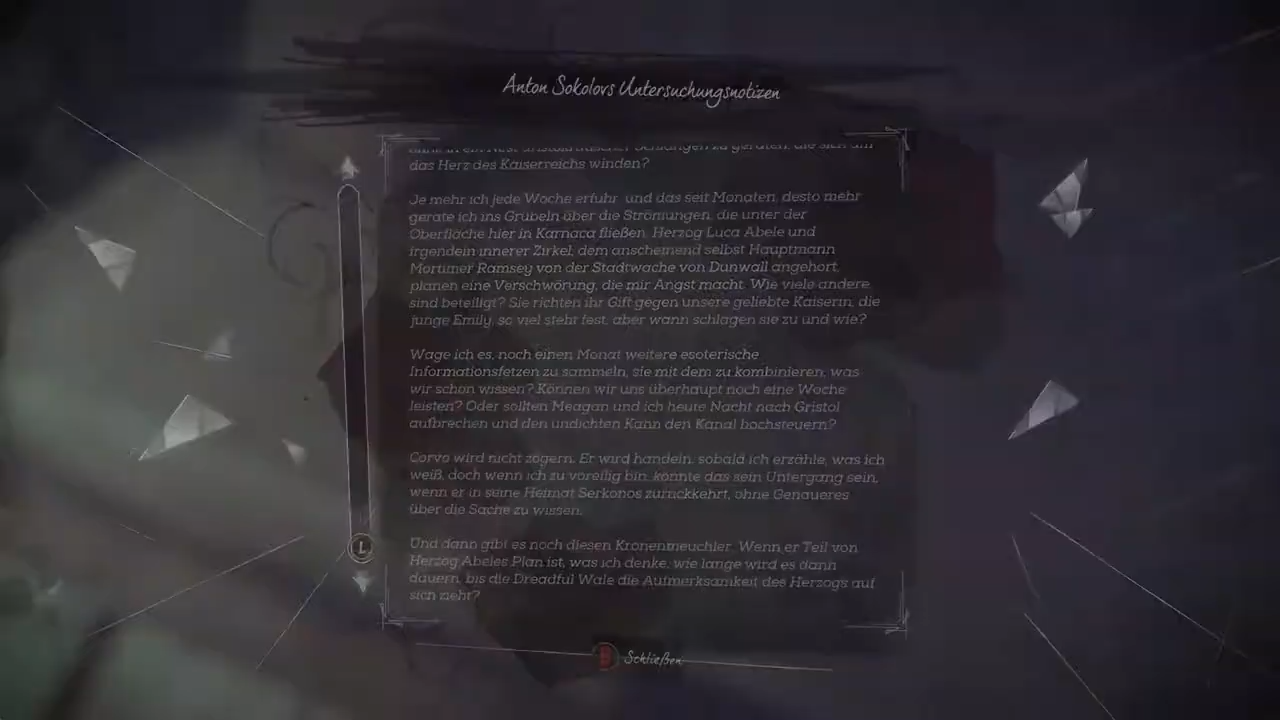 Anton Sokolovs Untersuchungsnotizen
das Herz des Kaiserreichs winden?
Je mehr ich jede Woche erfuhr, und das seit Monaten, desto mehr
gerate ich ins Grübeln über die Strömungen, die unter der
Oberfläche hier in Karnaca fließen. Herzog Luca Abele und
irgendein innerer Zirkel, dem anscheinend selbst Hauptmann
Mortimer Ramsey von der Stadtwache von Dunwall angehört,
planen eine Verschwörung, die mir Angst macht. Wie viele andere
sind beteiligt? Sie richten ihr Gift gegen unsere geliebte Kaiserin, die
junge Emily, so viel steht fest, aber wann schlagen sie zu und wie?
Wage ich es, noch einen Monat weitere esoterische
Informationsfetzen zu sammeln, sie mit dem zu kombinieren, was
wir schon wissen? Können wir uns überhaupt noch eine Woche
leisten? Oder sollten Meagan und ich heute Nacht nach Gristol
aufbrechen und den undichten Kahn den Kanal hochsteuern?
Corvo wird nicht zögern. Er wird handeln, sobald ich erzähle, was ich
weiß, doch wenn ich zu voreilig bin, könnte das sein Untergang sein,
wenn er in seine Heimat Serkonos zurückkehrt, ohne Genaueres
über die Sache zu wissen.
Und dann gibt es noch diesen Kronenmeuchler. Wenn er Teil von
Herzog Abeles Plan ist, was ich denke, wie lange wird es dann
dauern, bis die Dreadful Wale die Aufmerksamkeit des Herzogs auf
sich zieht?
L
B Schließen